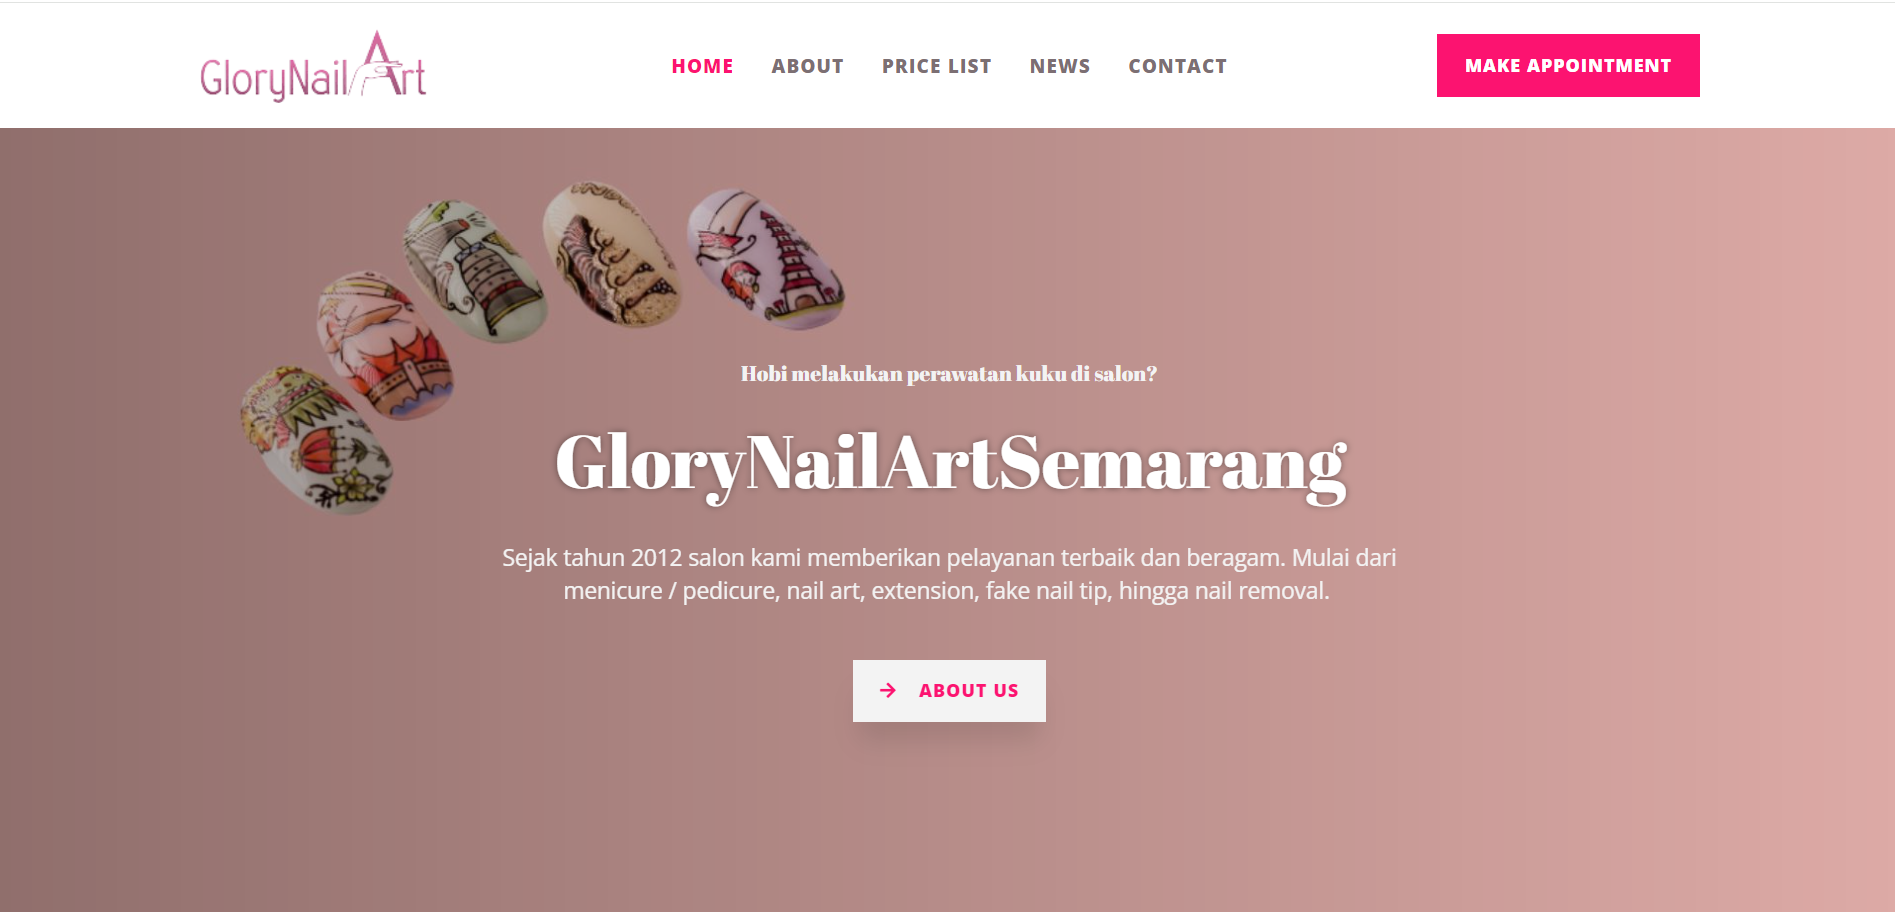 GloryNailArt
HOME ABOUT PRICE LIST NEWS CONTACT
MAKE APPOINTMENT
Hobi melakukan perawatan kuku di salon?
GloryNailArtSemarang
Sejak tahun 2012 salon kami memberikan pelayanan terbaik dan beragam. Mulai dari
menicure / pedicure, nail art, extension, fake nail tip, hingga nail removal.
ABOUT US